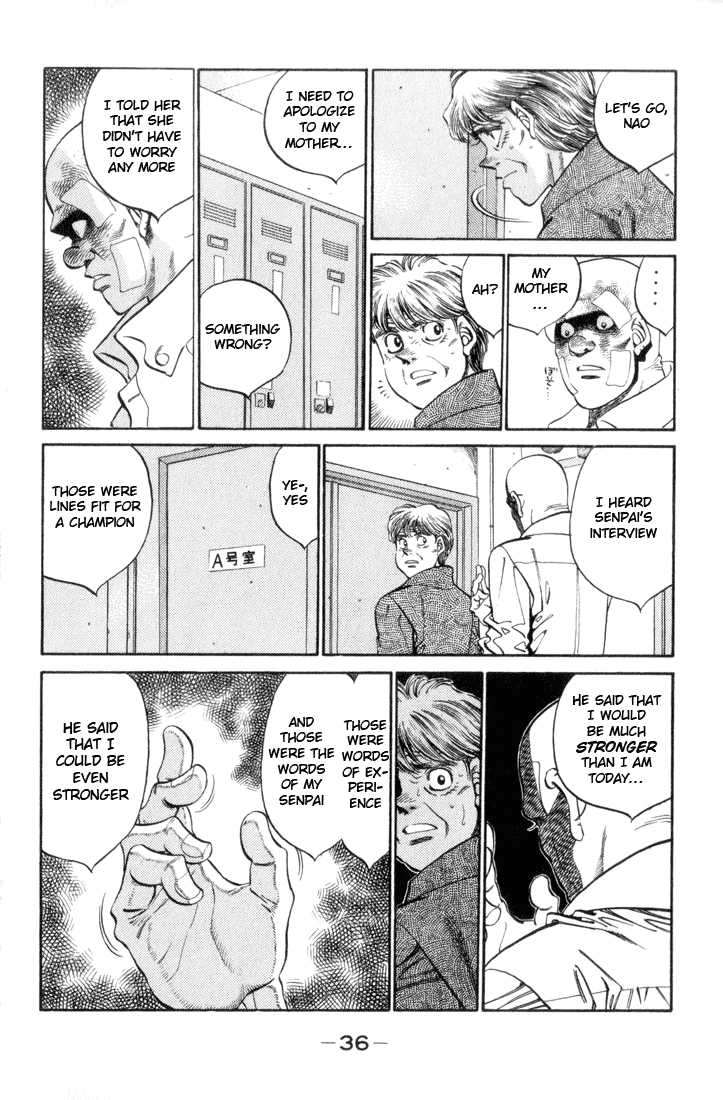 LET'S GO,
NAO
I NEED TO
APOLOGIZE
TO MY
MOTHER...
SOMETHING
WRONG?
I TOLD HER
THAT SHE
DIDN'T HAVE
TO WORRY
ANY MORE
....
MY
MOTHER
...
ぼそ..
AH?
I HEARD
SENPAI'S
INTERVIEW
YE-,
YES
A号室
THOSE WERE
LINES FIT FOR
A CHAMPION
HE SAID THAT
I WOULD
BE MUCH
STRONGER
THAN I AM
TODAY...
THOSE
WERE
WORDS
OF EX-
PERI-
ENCE
AND
THOSE
WERE THE
WORDS
OF MY
SENPAI
HE SAID
THAT I
COULD BE
EVEN
STRONGER
-36-